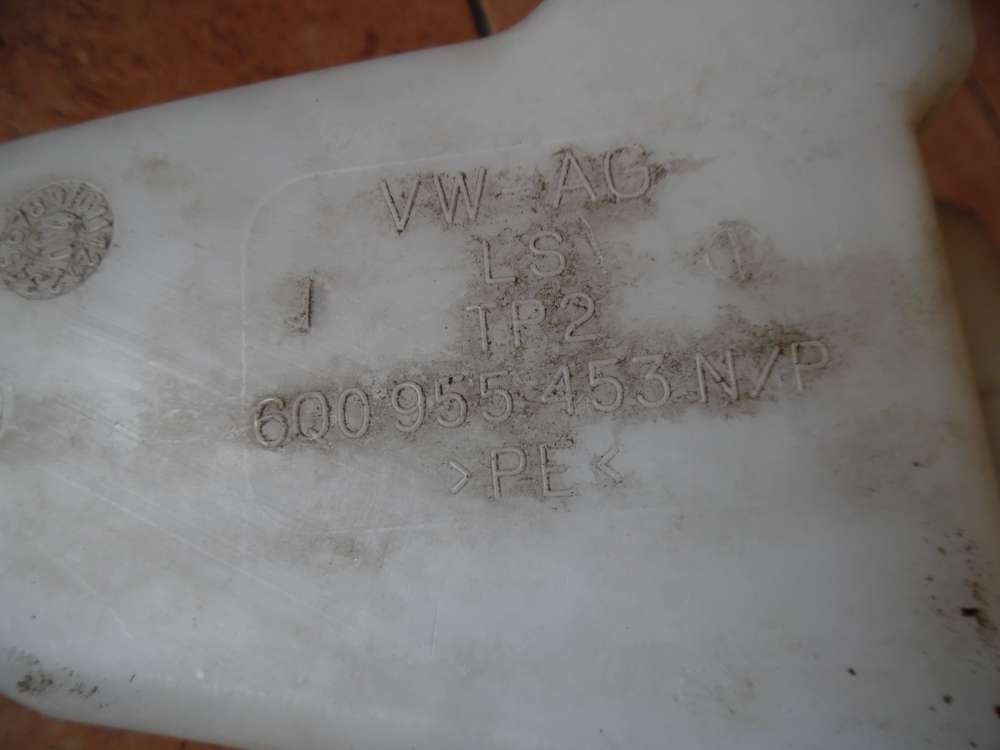 VW AG
LS
TP2
6Q0 955 453 N/P
>PE<